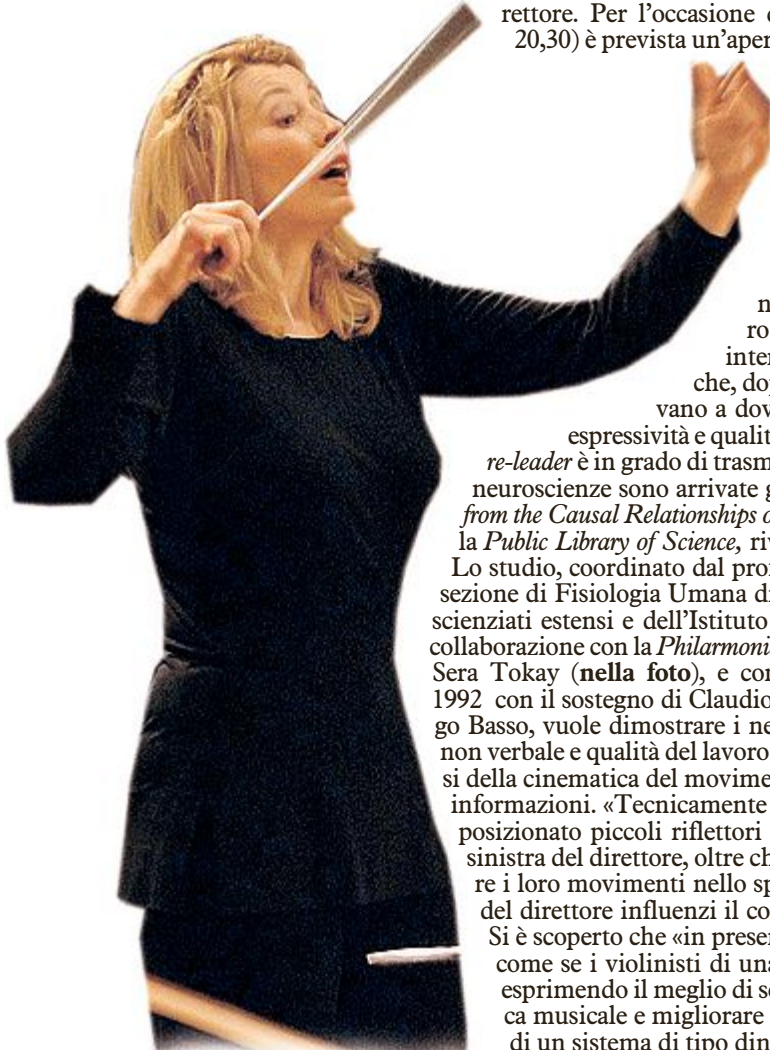 rettore. Per l’occasione
20,30) è prevista un’aper
n
ro
inter
che, dop
vano a dov
espressività e qualit
re-leader è in grado di trasm
neuroscienze sono arrivate g
from the Causal Relationships o
la Public Library of Science, riv
Lo studio, coordinato dal pro
sezione di Fisiologia Umana di
scienziati estensi e dell’Istituto
collaborazione con la Philarmoni
Sera Tokay (nella foto), e con
1992 con il sostegno di Claudio
go Basso, vuole dimostrare i ne
non verbale e qualità del lavoro
si della cinematica del movime
informazioni. «Tecnicamente
posizionato piccoli riflettori
sinistra del direttore, oltre ch
re i loro movimenti nello sp
del direttore influenzi il co
Si è scoperto che «in presen
come se i violinisti di una
esprimendo il meglio di se
ca musicale e migliorare
di un sistema di tipo din